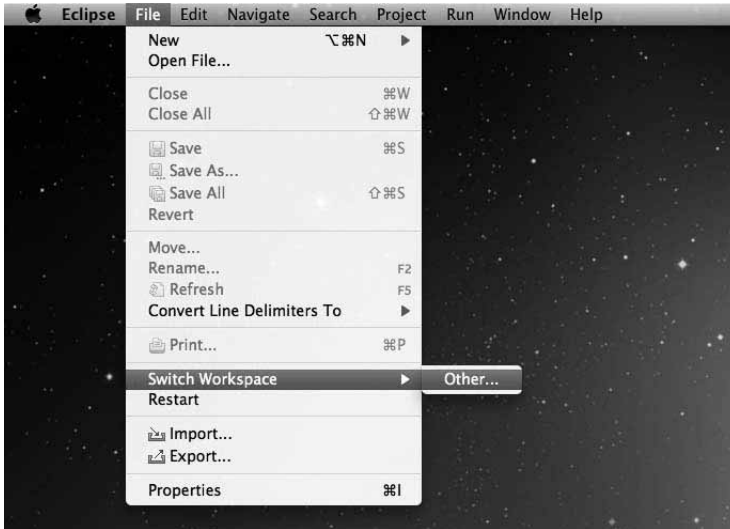 Eclipse File Edit Navigate Search Project Run Window Help
New ⌥⌘N
Open File...
Close ⌘W
Close All ⇧⌘W
Save ⌘S
Save As...
Save All ⇧⌘S
Revert
Move...
Rename... F2
Refresh F5
Convert Line Delimiters To
Print... ⌘P
Switch Workspace Other...
Restart
Import...
Export...
Properties ⌘I